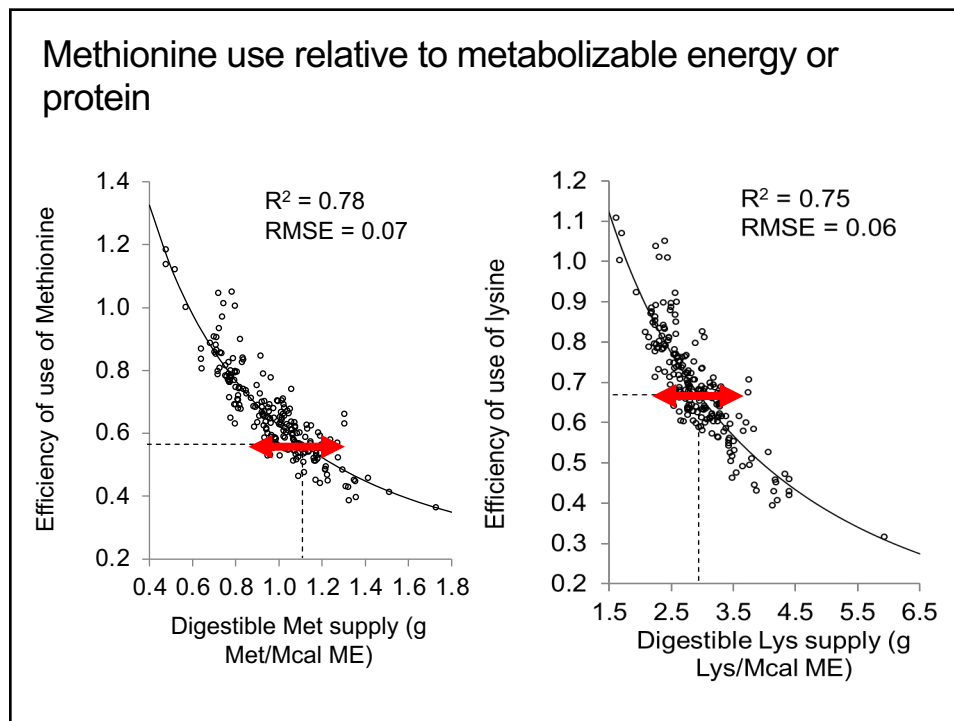 Methionine use relative to metabolizable energy or
protein
R² = 0.78
RMSE = 0.07
Efficiency of use of Methionine
1.4
1.2
1.0
0.8
0.6
0.4
0.2
0.4 0.6 0.8 1.0 1.2 1.4 1.6 1.8
Digestible Met supply (g
Met/Mcal ME)
R² = 0.75
RMSE = 0.06
Efficiency of use of lysine
1.2
1.1
1.0
0.9
0.8
0.7
0.6
0.5
0.4
0.3
0.2
1.5 2.5 3.5 4.5 5.5 6.5
Digestible Lys supply (g
Lys/Mcal ME)